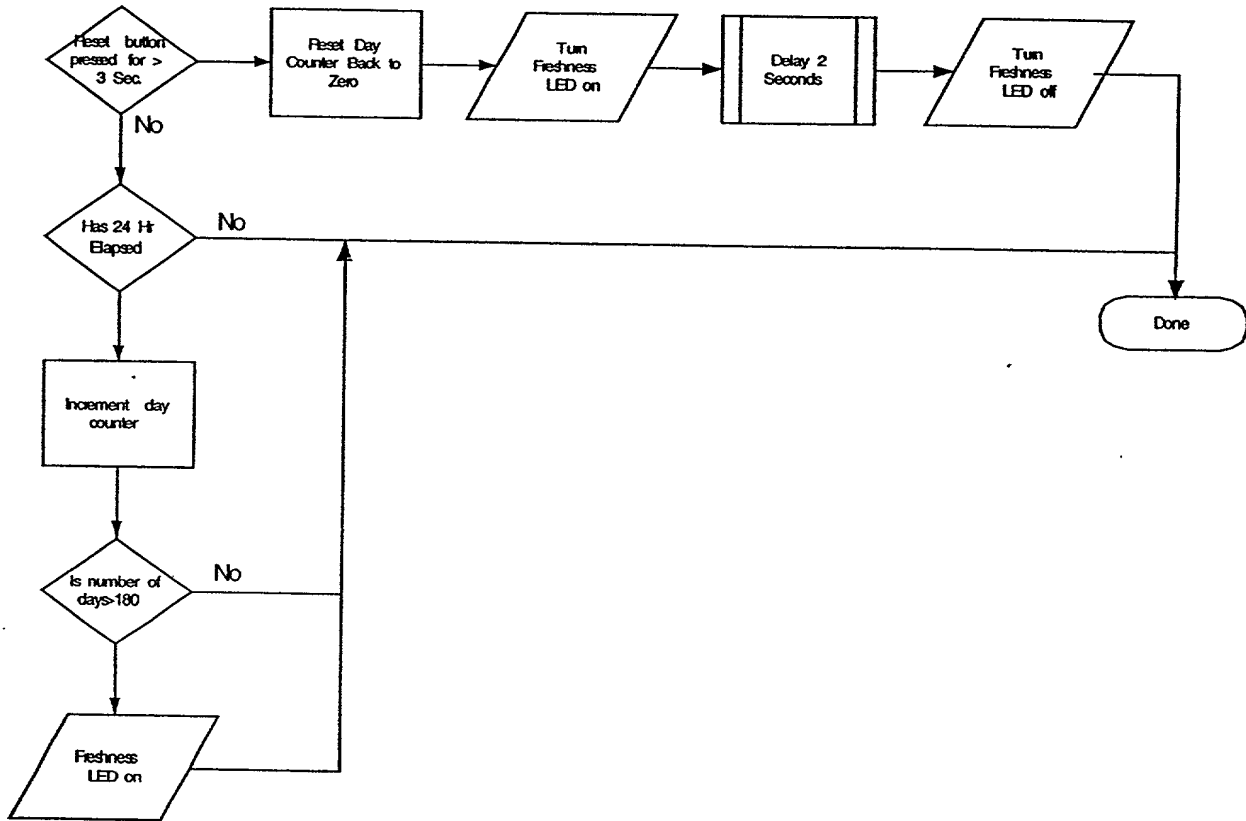 Reset button
pressed for >
3 Sec.
Reset Day
Counter Back to
Zero
Turn
Freshness
LED on
Delay 2
Seconds
Turn
Freshness
LED off
No
Has 24 Hr
Elapsed
No
Done
Increment day
counter
Is number of
days>180
No
Freshness
LED on